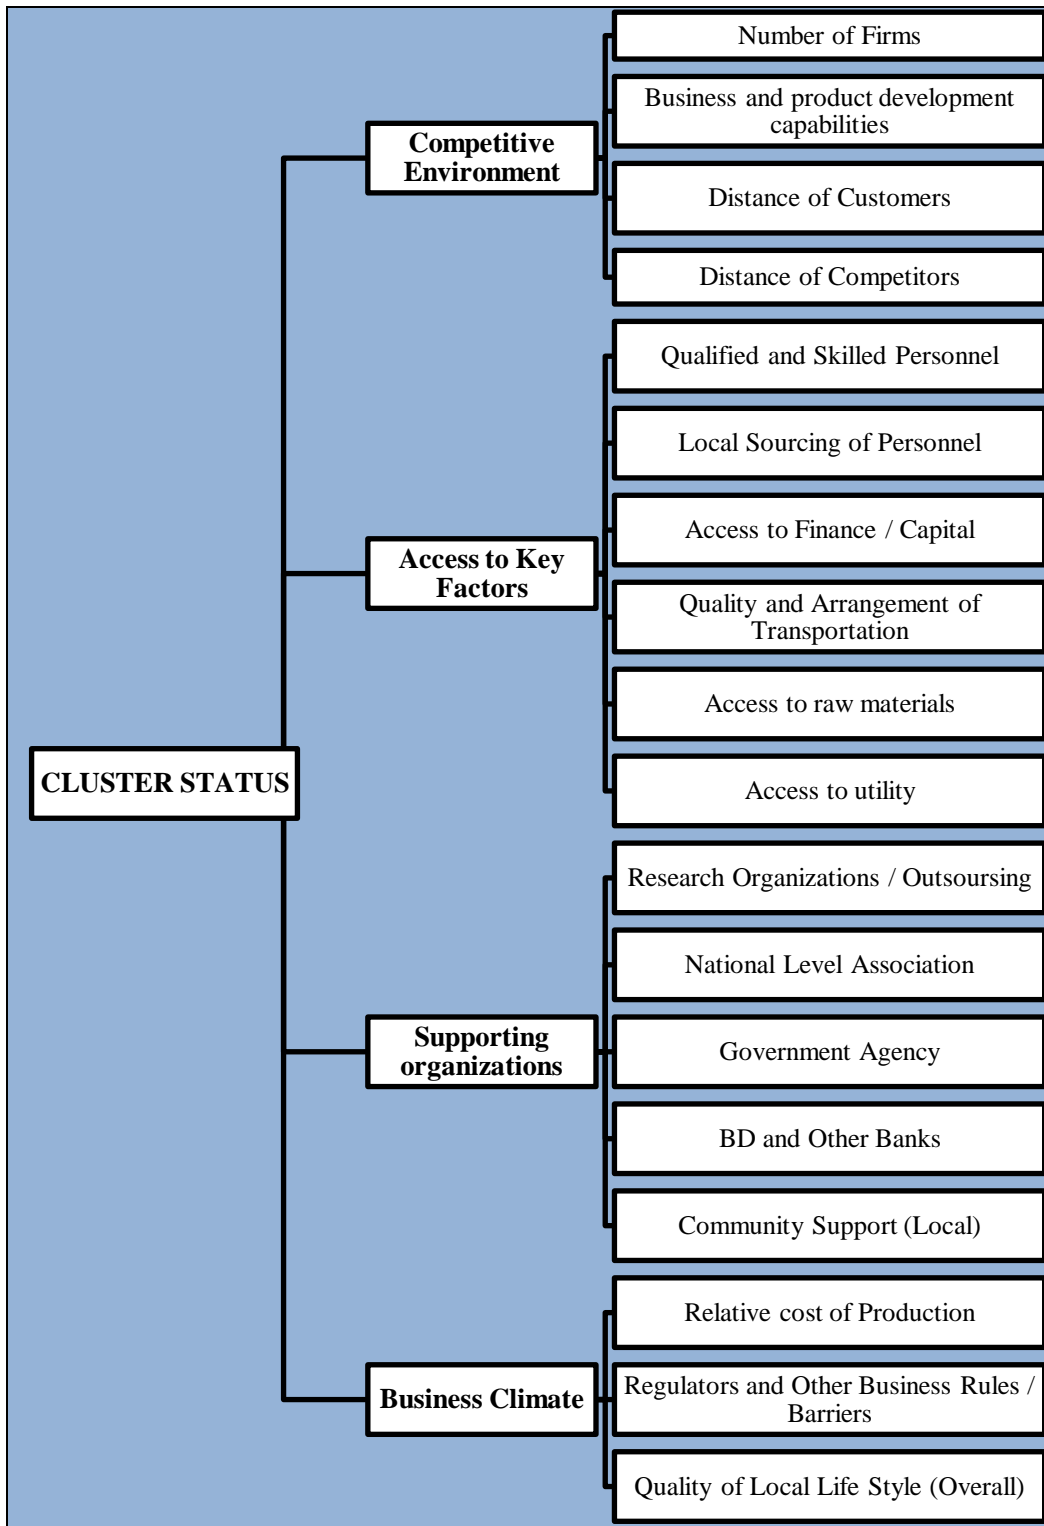 CLUSTER STATUS
Competitive
Environment
Number of Firms
Business and product development
capabilities
Distance of Customers
Distance of Competitors
Access to Key
Factors
Qualified and Skilled Personnel
Local Sourcing of Personnel
Access to Finance / Capital
Quality and Arrangement of
Transportation
Access to raw materials
Access to utility
Supporting
organizations
Research Organizations / Outsoursing
National Level Association
Government Agency
BD and Other Banks
Community Support (Local)
Business Climate
Relative cost of Production
Regulators and Other Business Rules /
Barriers
Quality of Local Life Style (Overall)